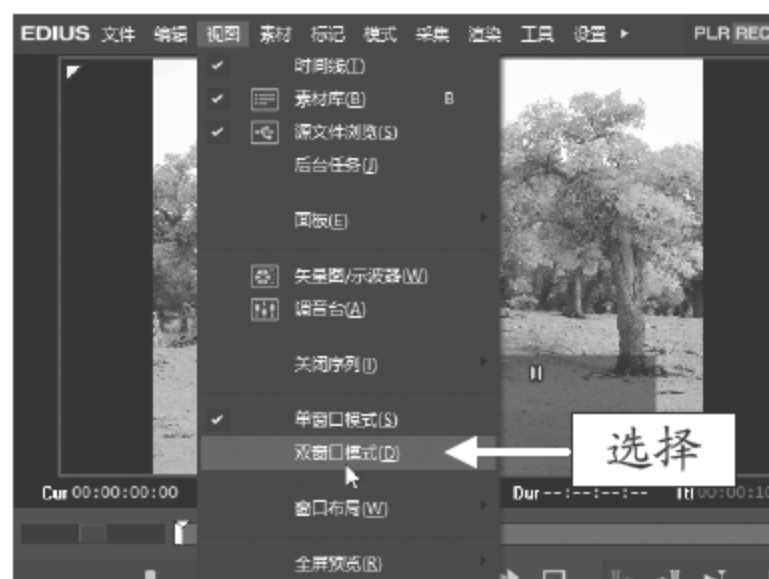 EDIUS 文件 编辑 视图 素材 标记 模式 采集 渲染 工具 设置 PLR REC
时间线(T)
素材库(B) B
源文件浏览(S)
后台任务(J)
面板(E)
矢量图/示波器(W)
调音台(A)
关闭序列(I)
单窗口模式(S)
双窗口模式(D)
选择
Cur 00:00:00:00 Dur --:--:--:-- Ttl 00:00:10
窗口布局(W)
全屏预览(R)